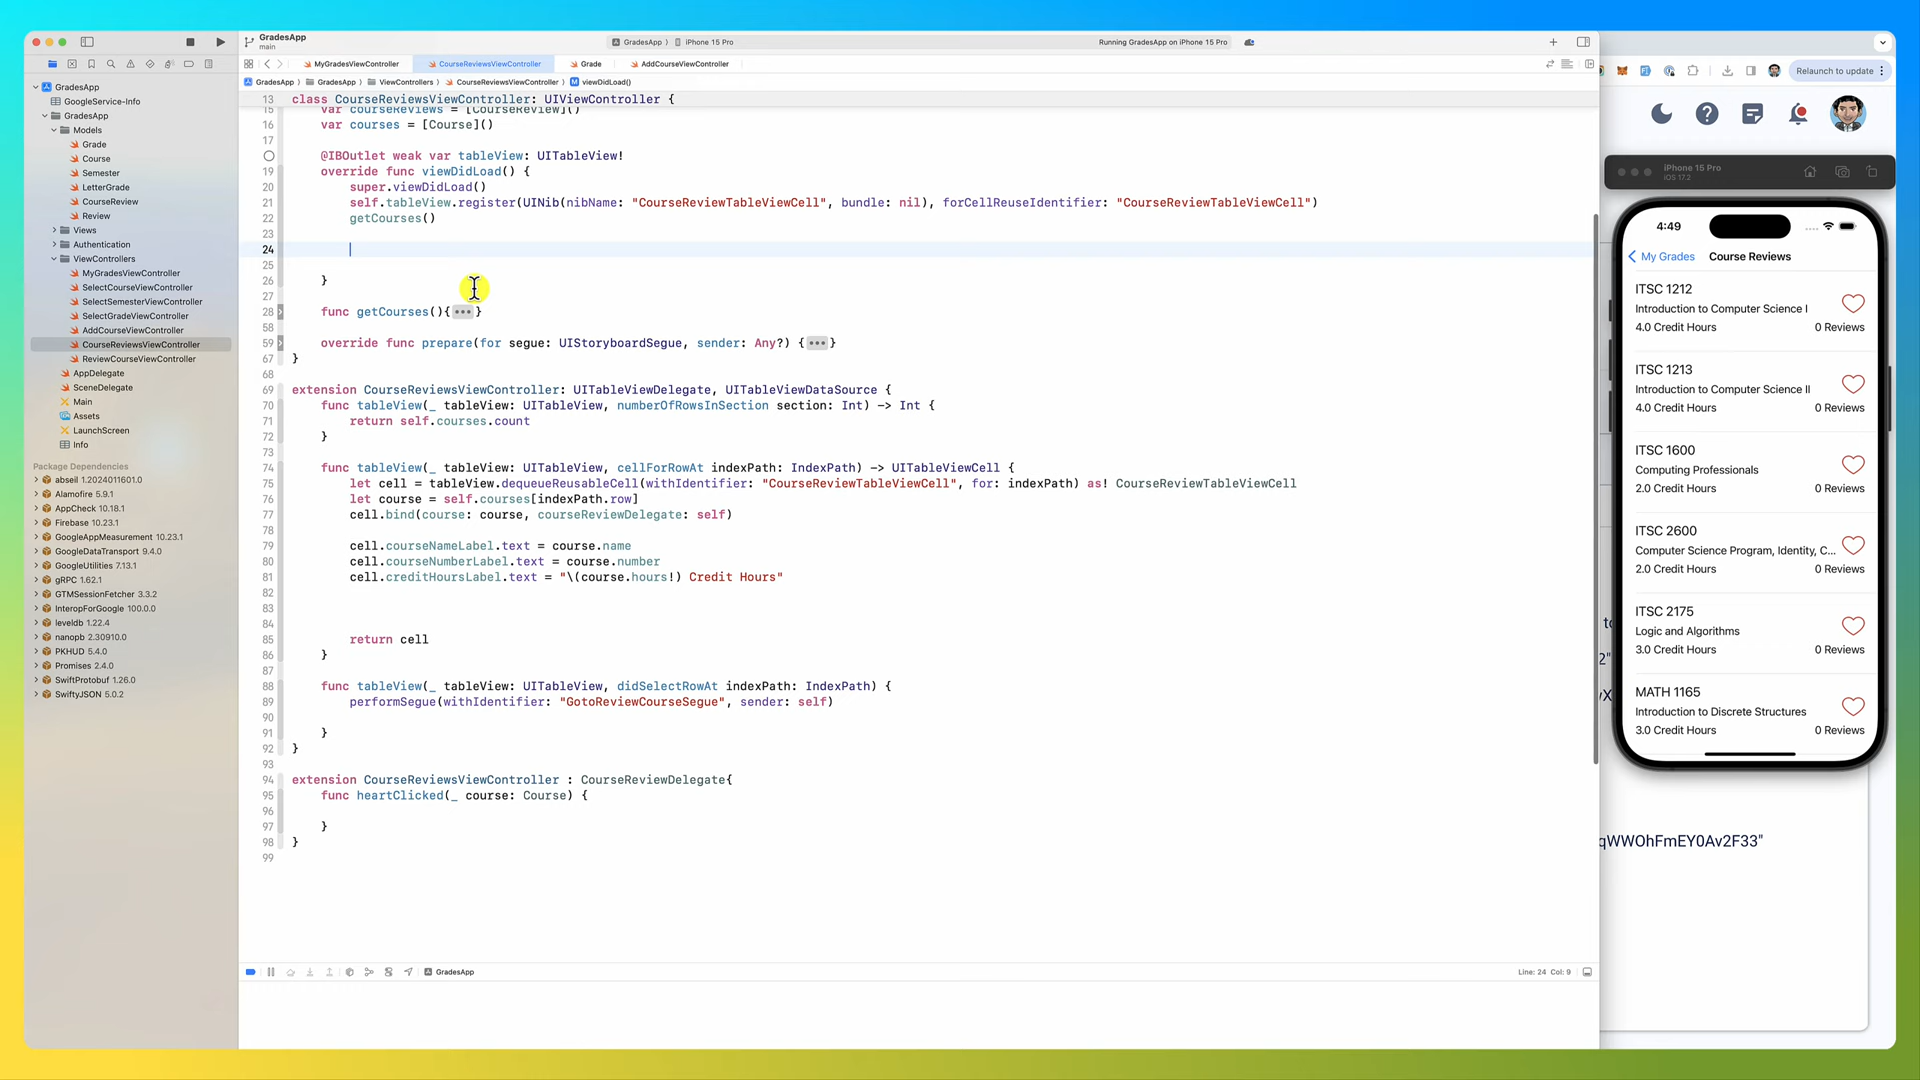 GradesApp
main
GradesApp
iPhone 15 Pro
Running GradesApp on iPhone 15 Pro
Relaunch to update
MyGradesViewController
CourseReviewsViewController
Grade
AddCourseViewController
GradesApp
GradesApp
ViewControllers
CourseReviewsViewController
viewDidLoad()
GradesApp
GoogleService-Info
GradesApp
Models
Grade
Course
Semester
LetterGrade
CourseReview
Review
Views
Authentication
ViewControllers
MyGradesViewController
SelectCourseViewController
SelectSemesterViewController
SelectGradeViewController
AddCourseViewController
CourseReviewsViewController
ReviewCourseViewController
AppDelegate
SceneDelegate
Main
Assets
LaunchScreen
Info
Package Dependencies
abseil 1.2024011601.0
Alamofire 5.9.1
AppCheck 10.18.1
Firebase 10.23.1
GoogleAppMeasurement 10.23.1
GoogleDataTransport 9.4.0
GoogleUtilities 7.13.1
gRPC 1.62.1
GTMSessionFetcher 3.3.2
InteropForGoogle 100.0.0
leveldb 1.22.4
nanopb 2.30910.0
PKHUD 5.4.0
Promises 2.4.0
SwiftProtobuf 1.26.0
SwiftyJSON 5.0.2
13 class CourseReviewsViewController: UIViewController {
15 var courseReviews = [CourseReview]()
16 var courses = [Course]()
17
@IBOutlet weak var tableView: UITableView!
19 override func viewDidLoad() {
20 super.viewDidLoad()
21 self.tableView.register(UINib(nibName: "CourseReviewTableViewCell", bundle: nil), forCellReuseIdentifier: "CourseReviewTableViewCell")
22 getCourses()
23
24
25
26 }
27
28 func getCourses(){•••}
58
59 override func prepare(for segue: UIStoryboardSegue, sender: Any?) {•••}
67 }
68
69 extension CourseReviewsViewController: UITableViewDelegate, UITableViewDataSource {
70 func tableView(_ tableView: UITableView, numberOfRowsInSection section: Int) -> Int {
71 return self.courses.count
72 }
73
74 func tableView(_ tableView: UITableView, cellForRowAt indexPath: IndexPath) -> UITableViewCell {
75 let cell = tableView.dequeueReusableCell(withIdentifier: "CourseReviewTableViewCell", for: indexPath) as! CourseReviewTableViewCell
76 let course = self.courses[indexPath.row]
77 cell.bind(course: course, courseReviewDelegate: self)
78
79 cell.courseNameLabel.text = course.name
80 cell.courseNumberLabel.text = course.number
81 cell.creditHoursLabel.text = "\(course.hours!) Credit Hours"
82
83
84
85 return cell
86 }
87
88 func tableView(_ tableView: UITableView, didSelectRowAt indexPath: IndexPath) {
89 performSegue(withIdentifier: "GotoReviewCourseSegue", sender: self)
90
91 }
92 }
93
94 extension CourseReviewsViewController : CourseReviewDelegate{
95 func heartClicked(_ course: Course) {
96
97 }
98 }
99
GradesApp
Line: 24 Col: 9
iPhone 15 Pro
iOS 17.2
4:49
My Grades
Course Reviews
ITSC 1212
Introduction to Computer Science I
4.0 Credit Hours
0 Reviews
ITSC 1213
Introduction to Computer Science II
4.0 Credit Hours
0 Reviews
ITSC 1600
Computing Professionals
2.0 Credit Hours
0 Reviews
ITSC 2600
Computer Science Program, Identity, C...
2.0 Credit Hours
0 Reviews
ITSC 2175
Logic and Algorithms
3.0 Credit Hours
0 Reviews
MATH 1165
Introduction to Discrete Structures
3.0 Credit Hours
0 Reviews
qWWOhFmEY0Av2F33"